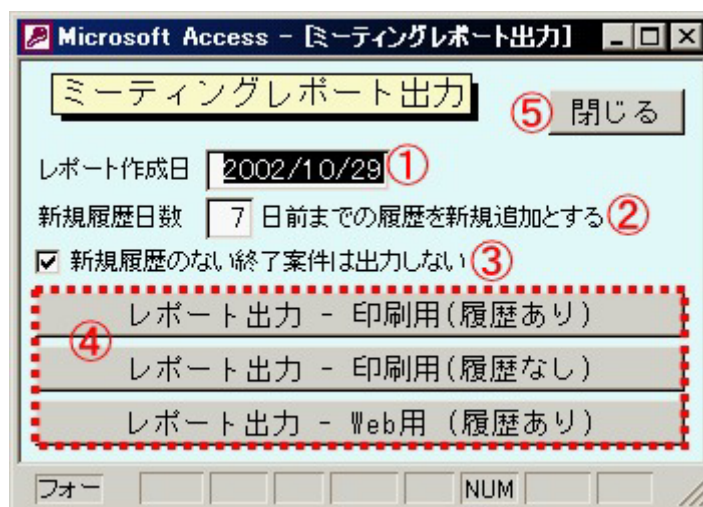 Microsoft Access - [ミーティングレポート出力]
ミーティングレポート出力
⑤ 閉じる
レポート作成日 2002/10/29 ①
新規履歴日数 7 日前までの履歴を新規追加とする ②
新規履歴のない終了案件は出力しない ③
④
レポート出力 - 印刷用(履歴あり)
レポート出力 - 印刷用(履歴なし)
レポート出力 - Web用 (履歴あり)
フォー NUM